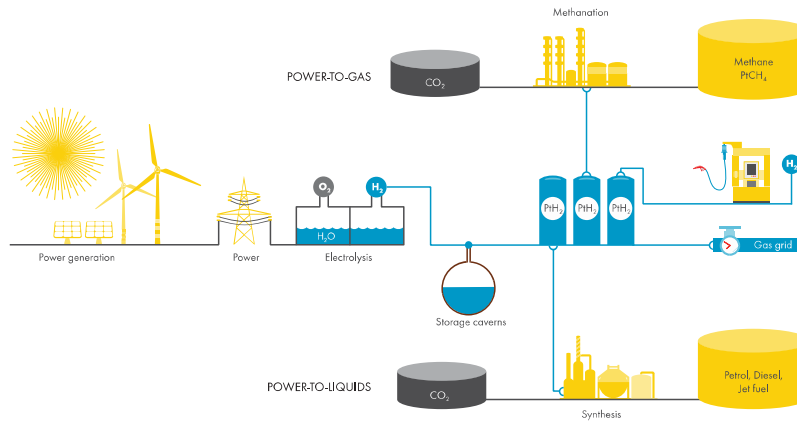 Methanation
POWER-TO-GAS
CO₂
Methane
PtCH₄
O₂
H₂
H₂O
PtH₂
PtH₂
PtH₂
H₂
Power generation
Power
Electrolysis
Gas grid
Storage caverns
POWER-TO-LIQUIDS
CO₂
Petrol, Diesel,
Jet fuel
Synthesis